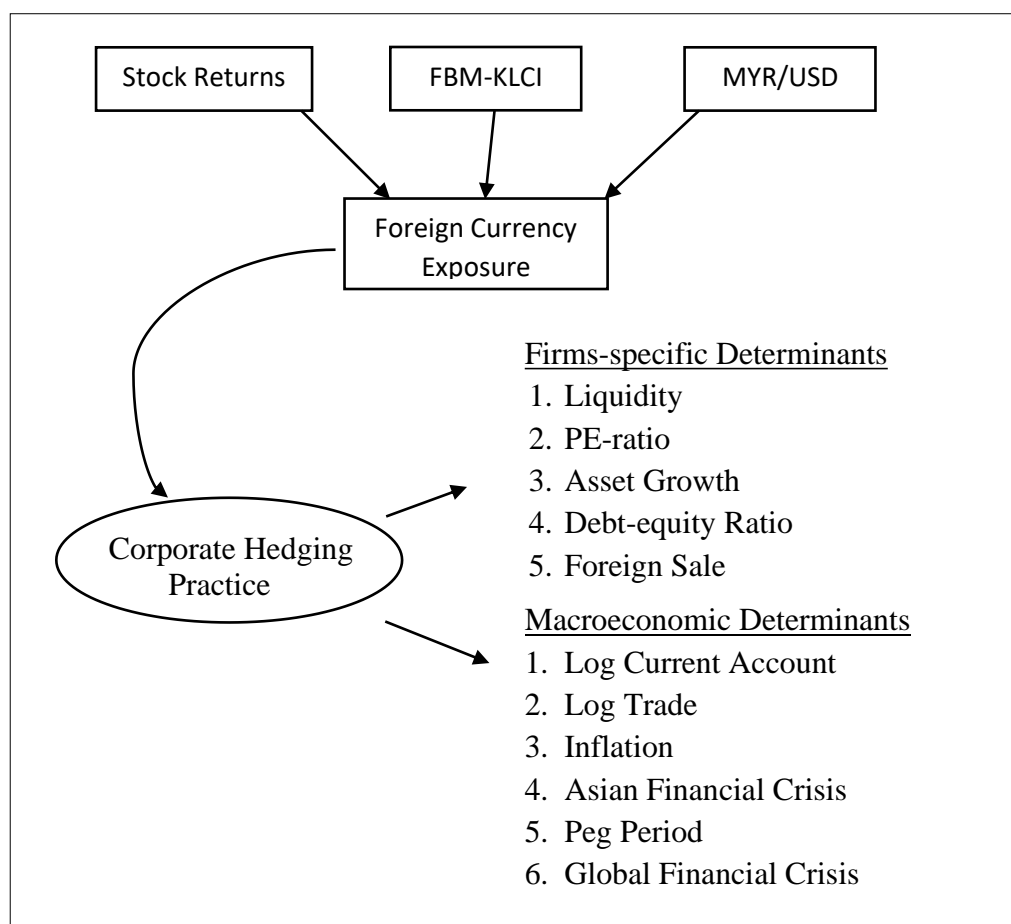 Stock Returns
FBM-KLCI
MYR/USD
Foreign Currency
Exposure
Firms-specific Determinants
1. Liquidity
2. PE-ratio
3. Asset Growth
4. Debt-equity Ratio
5. Foreign Sale
Corporate Hedging
Practice
Macroeconomic Determinants
1. Log Current Account
2. Log Trade
3. Inflation
4. Asian Financial Crisis
5. Peg Period
6. Global Financial Crisis